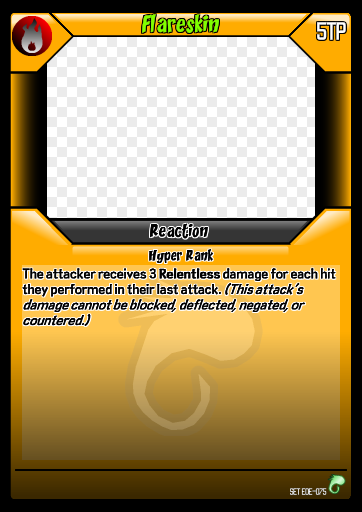 Flareskin
5TP
Reaction
Hyper Rank
The attacker receives 3 Relentless damage for each hit
they performed in their last attack. (This attack's
damage cannot be blocked, deflected, negated, or
countered.)
SET EOE-075